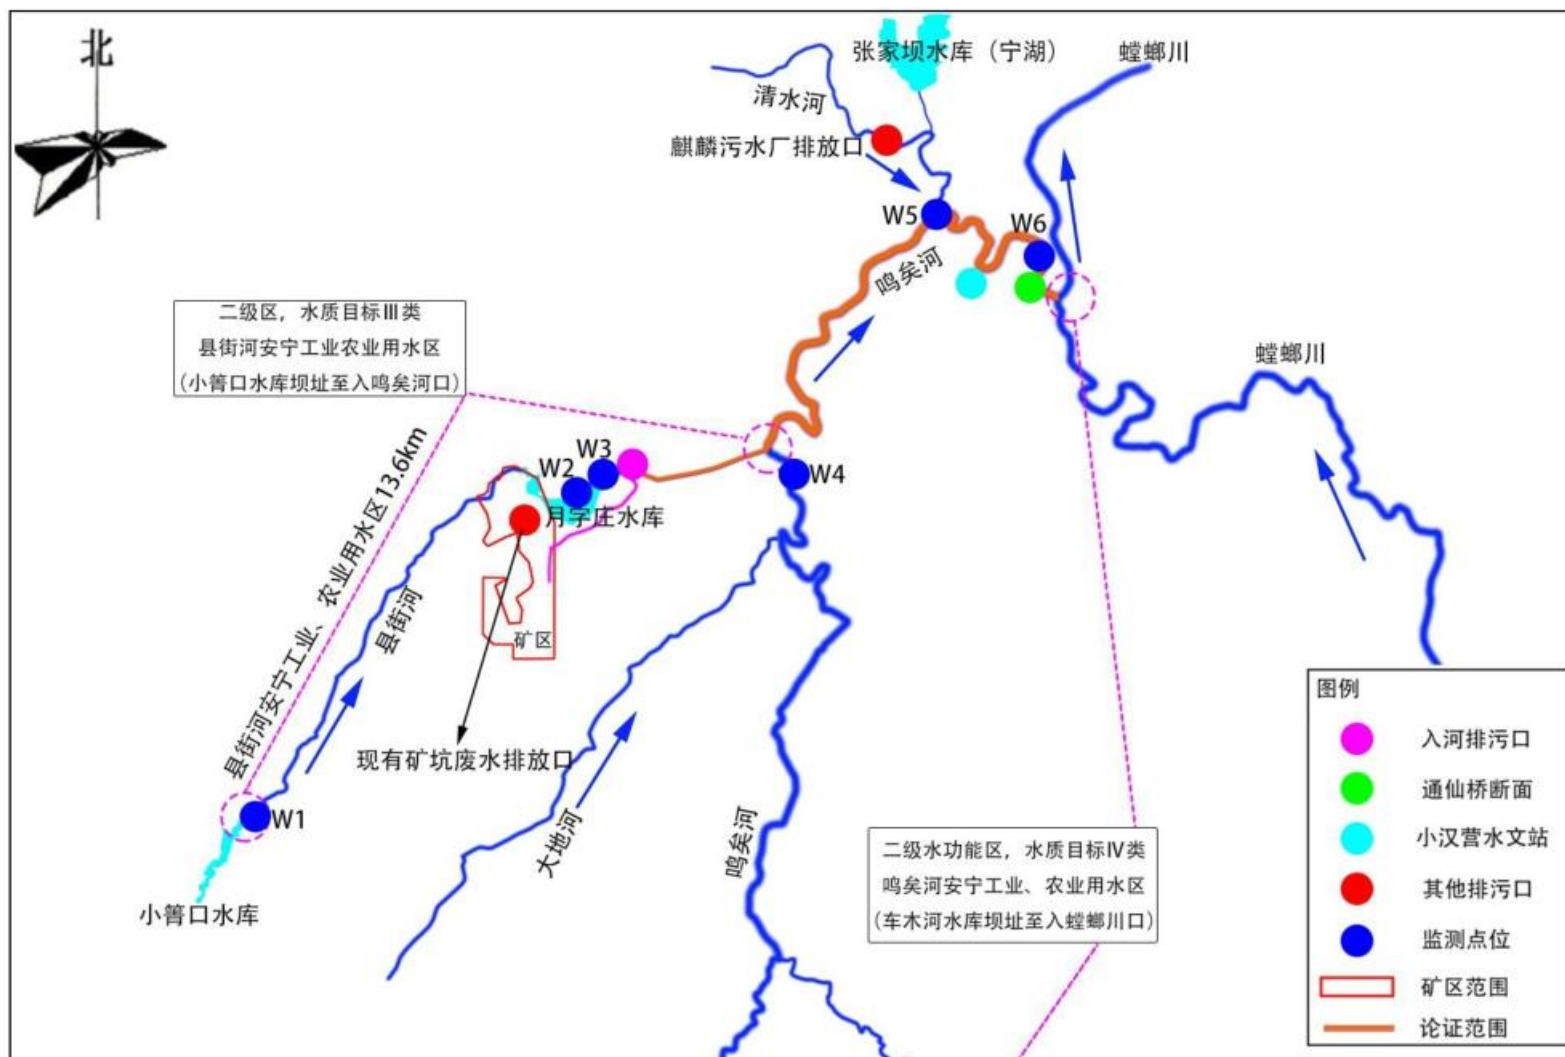 北
张家坝水库（宁湖）
螳螂川
清水河
麒麟污水厂排放口
W5
W6
鸣矣河
二级区，水质目标Ⅲ类
县街河安宁工业农业用水区
（小箐口水库坝址至入鸣矣河口）
螳螂川
县街河安宁工业、农业用水区13.6km
W3
W2
W4
月字庄水库
县街河
矿区
现有矿坑废水排放口
W1
大地河
鸣矣河
小箐口水库
二级水功能区，水质目标Ⅳ类
鸣矣河安宁工业、农业用水区
（车木河水库坝址至入螳螂川口）
图例
入河排污口
通仙桥断面
小汉营水文站
其他排污口
监测点位
矿区范围
论证范围